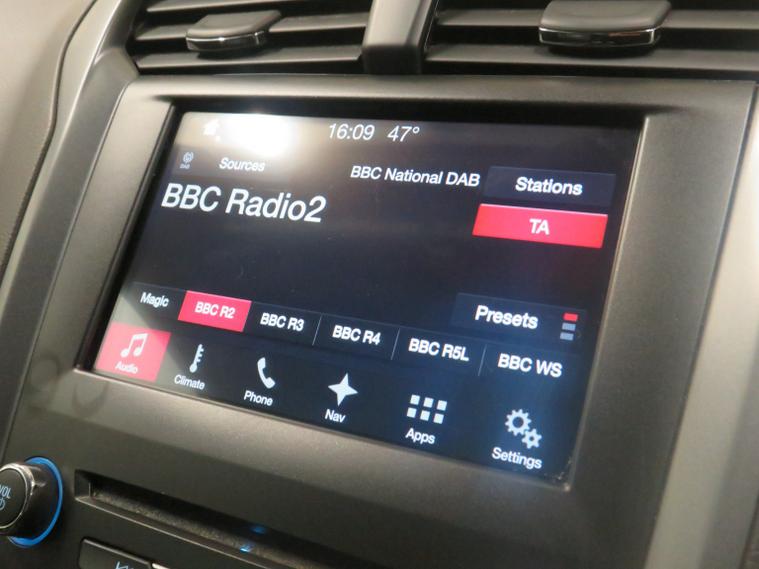 16:09 47°
DAB
Sources
BBC National DAB
Stations
BBC Radio2
TA
Presets
Magic
BBC R2
BBC R3
BBC R4
BBC R5L
BBC WS
Audio
Climate
Phone
Nav
Apps
Settings
VOL